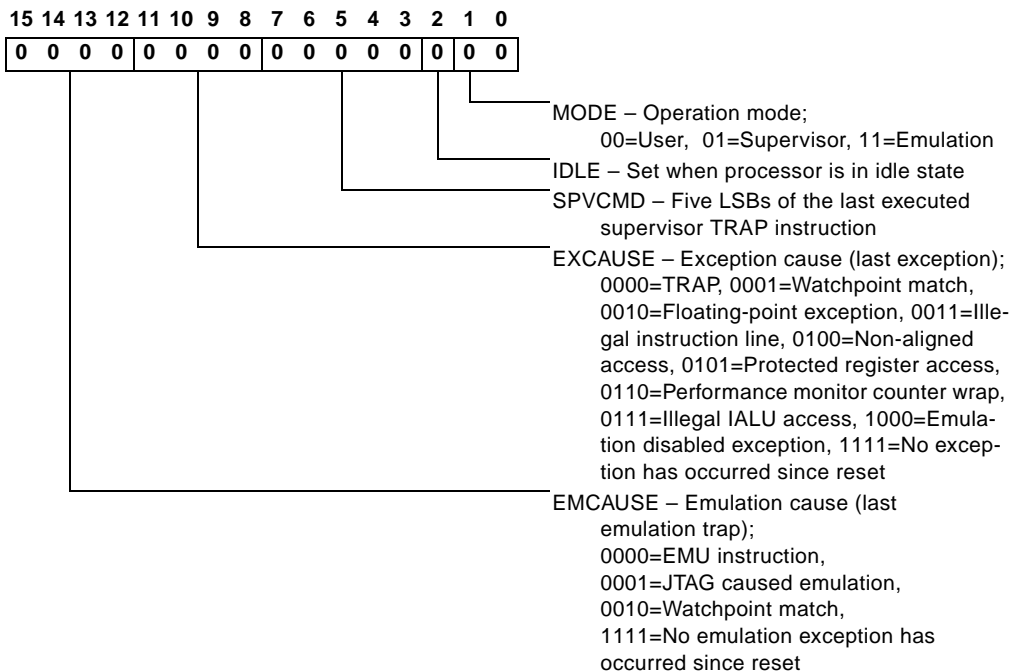 15 14 13 12 11 10 9 8 7 6 5 4 3 2 1 0
0 0 0 0 0 0 0 0 0 0 0 0 0 0 0 0
MODE – Operation mode;
00=User, 01=Supervisor, 11=Emulation
IDLE – Set when processor is in idle state
SPVCMD – Five LSBs of the last executed
supervisor TRAP instruction
EXCAUSE – Exception cause (last exception);
0000=TRAP, 0001=Watchpoint match,
0010=Floating-point exception, 0011=Ille-
gal instruction line, 0100=Non-aligned
access, 0101=Protected register access,
0110=Performance monitor counter wrap,
0111=Illegal IALU access, 1000=Emula-
tion disabled exception, 1111=No excep-
tion has occurred since reset
EMCAUSE – Emulation cause (last
emulation trap);
0000=EMU instruction,
0001=JTAG caused emulation,
0010=Watchpoint match,
1111=No emulation exception has
occurred since reset